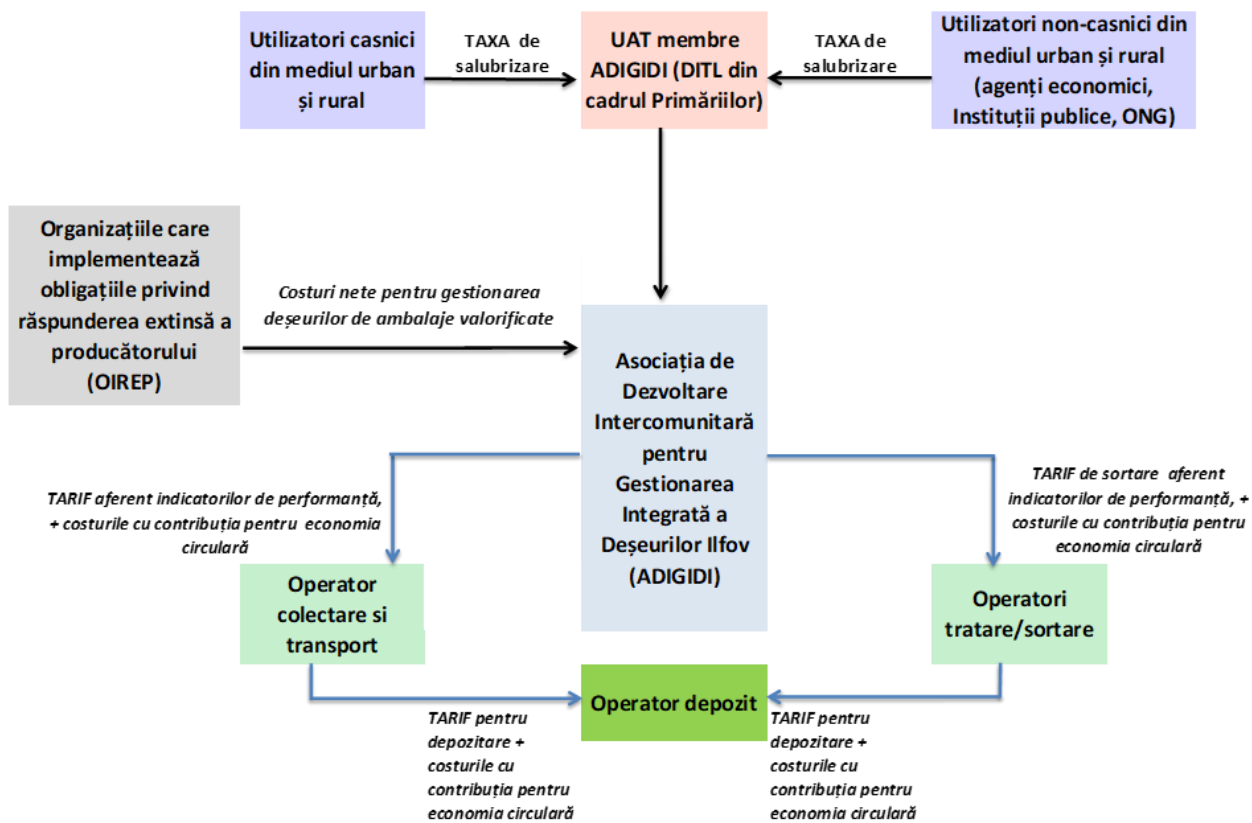 Utilizatori casnici
din mediul urban
și rural
TAXA de
salubrizare
UAT membre
ADIGIDI (DITL din
cadrul Primăriilor)
TAXA de
salubrizare
Utilizatori non-casnici din
mediul urban și rural
(agenți economici,
Instituții publice, ONG)
Organizațiile care
implementează
obligațiile privind
răspunderea extinsă a
producătorului
(OIREP)
Costuri nete pentru gestionarea
deșeurilor de ambalaje valorificate
Asociația de
Dezvoltare
Intercomunitară
pentru
Gestionarea
Integrată a
Deșeurilor Ilfov
(ADIGIDI)
TARIF aferent indicatorilor de performanță,
+ costurile cu contribuția pentru economia
circulară
TARIF de sortare aferent
indicatorilor de performanță, +
costurile cu contribuția pentru
economia circulară
Operator
colectare si
transport
Operatori
tratare/sortare
Operator depozit
TARIF pentru
depozitare +
costurile cu
contribuția pentru
economia circulară
TARIF pentru
depozitare +
costurile cu
contribuția pentru
economia circulară